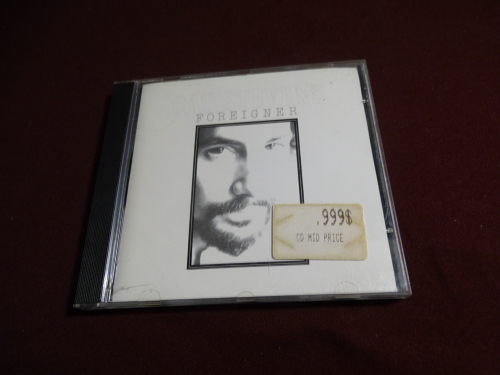 FOREIGNER
.999$
CD MID PRICE